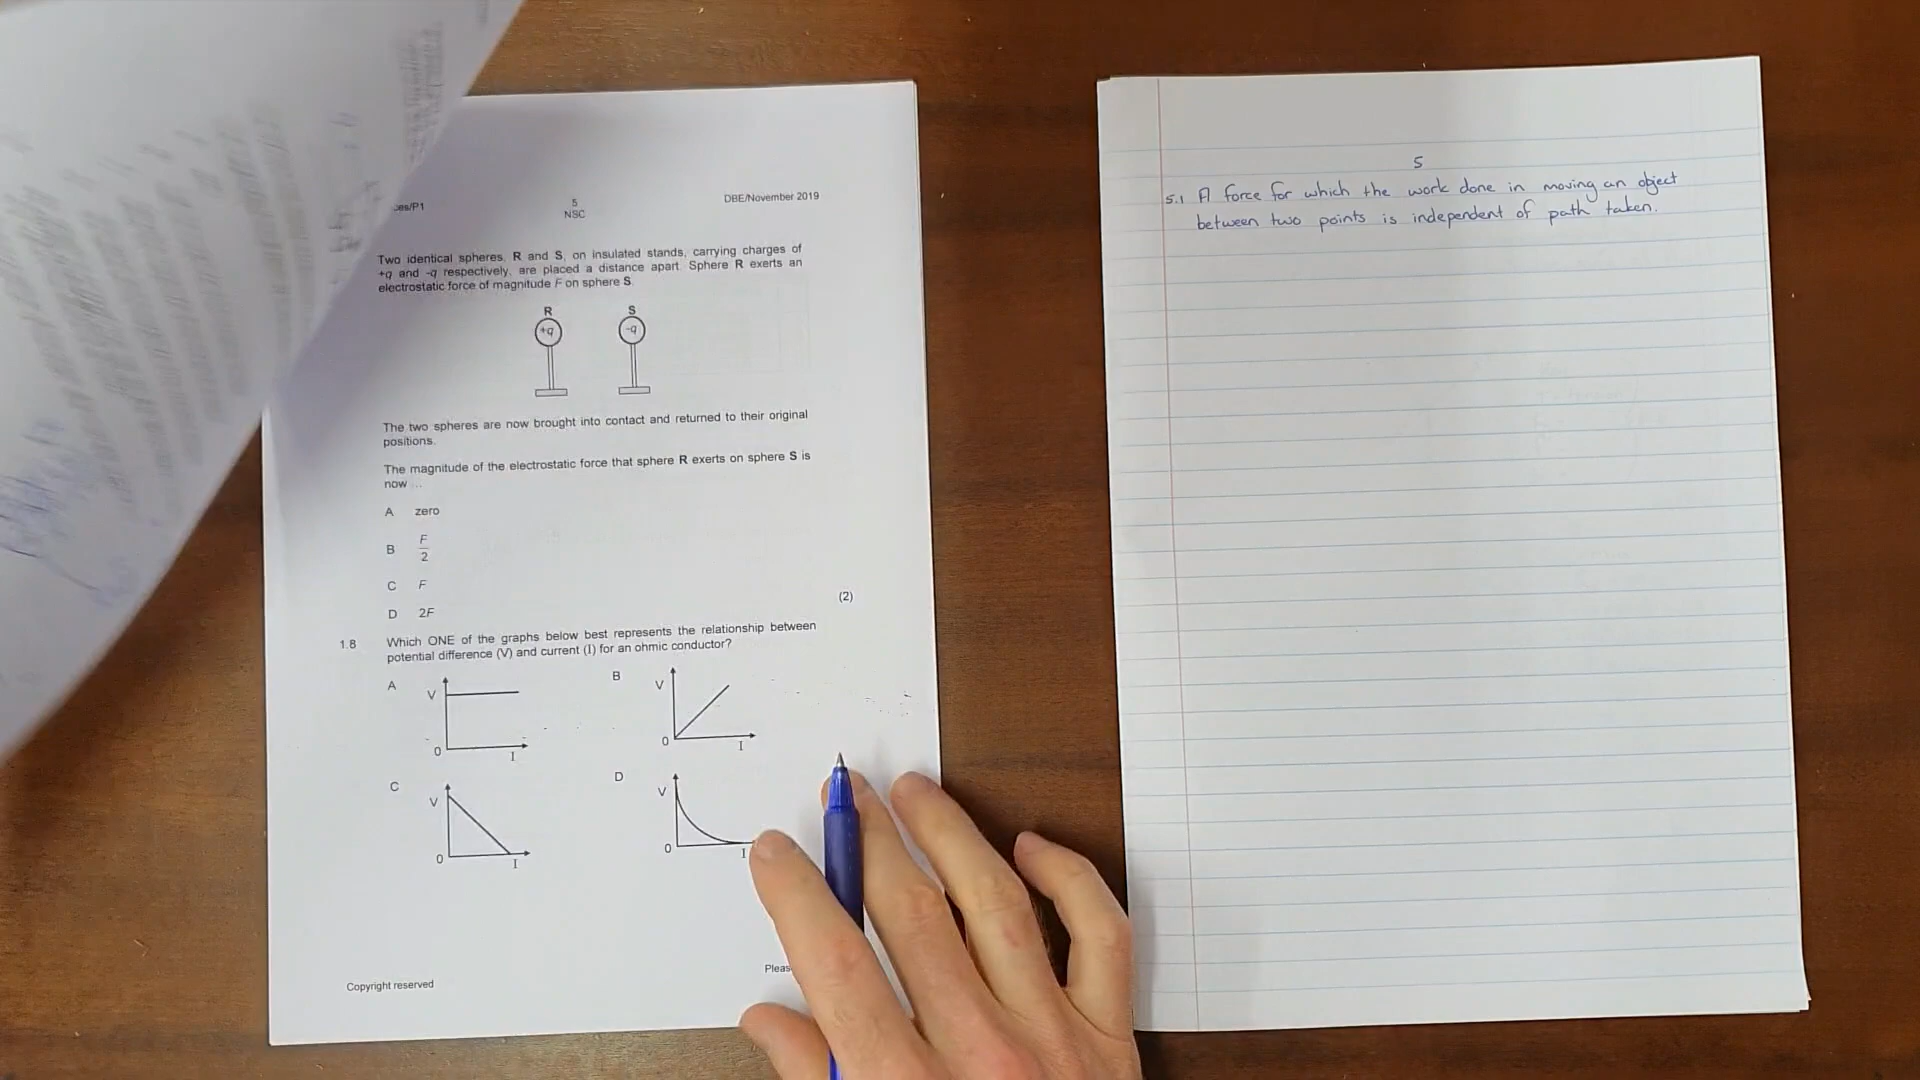 5
DBE/November 2019
NSC
Two identical spheres, R and S, on insulated stands, carrying charges of
+q and -q respectively, are placed a distance apart. Sphere R exerts an
electrostatic force of magnitude F on sphere S.
R S
+q -q
The two spheres are now brought into contact and returned to their original
positions.
The magnitude of the electrostatic force that sphere R exerts on sphere S is
now ...
A zero
B F
2
C F
D 2F
(2)
1.8 Which ONE of the graphs below best represents the relationship between
potential difference (V) and current (I) for an ohmic conductor?
A V 0 I
B V 0 I
C V 0 I
D V 0 I
Copyright reserved
5
5.1 A force for which the work done in moving an object
between two points is independent of path taken.